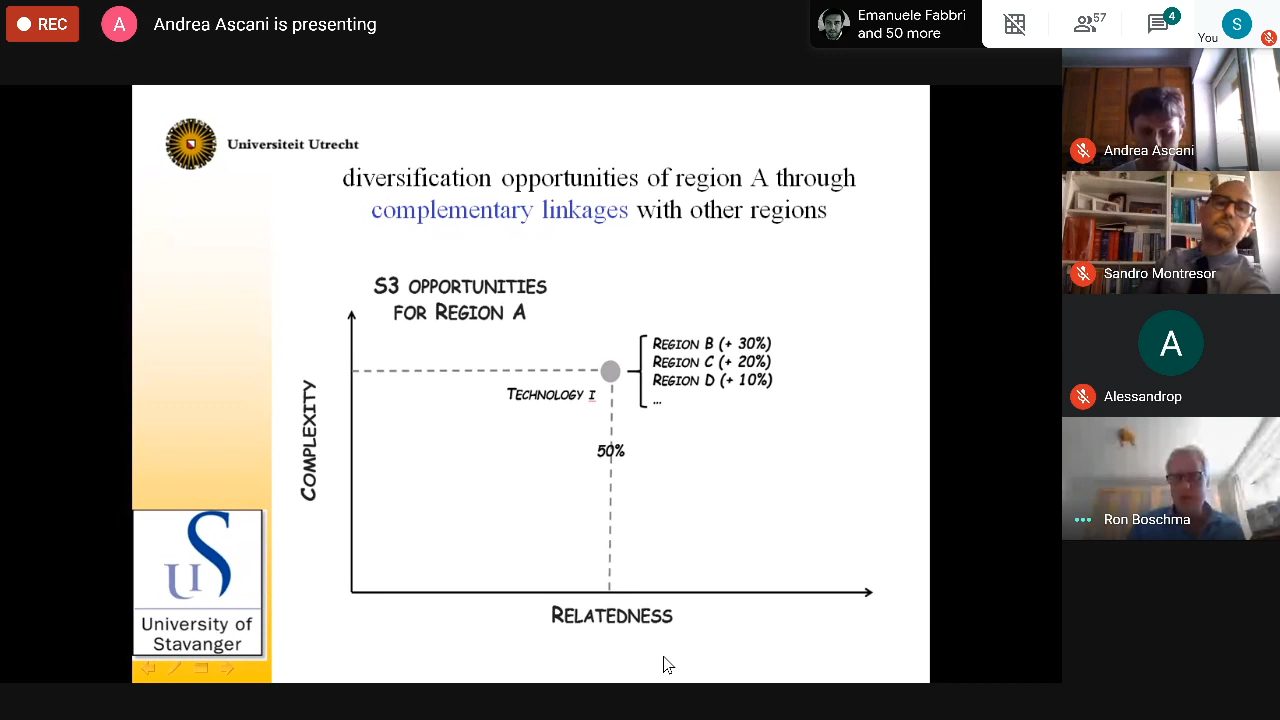 REC
A
Andrea Ascani is presenting
Emanuele Fabbri
and 50 more
57
4
You
S
Universiteit Utrecht
diversification opportunities of region A through
complementary linkages with other regions
S3 OPPORTUNITIES
FOR REGION A
REGION B (+ 30%)
REGION C (+ 20%)
REGION D (+ 10%)
...
TECHNOLOGY I
50%
COMPLEXITY
RELATEDNESS
US
University of
Stavanger
Andrea Ascani
Sandro Montresor
A
Alessandrop
Ron Boschma